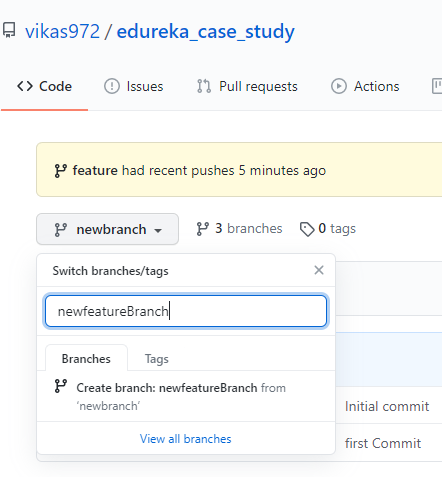 vikas972 / edureka_case_study
Code Issues Pull requests Actions
feature had recent pushes 5 minutes ago
newbranch 3 branches 0 tags
Switch branches/tags
newfeatureBranch
Branches Tags
Create branch: newfeatureBranch from
'newbranch'
Initial commit
first Commit
View all branches